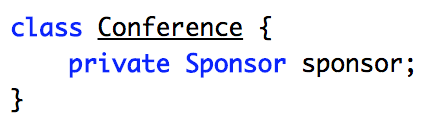 class Conference {
    private Sponsor sponsor;
}